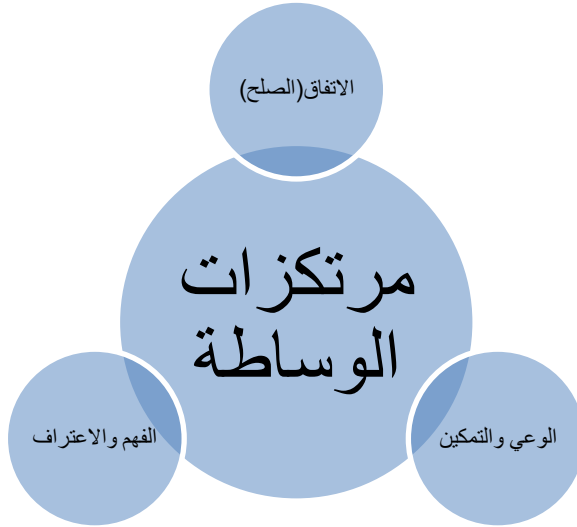 الاتفاق(الصلح)
مرتكزات
الوساطة
الوعي والتمكين
الفهم والاعتراف